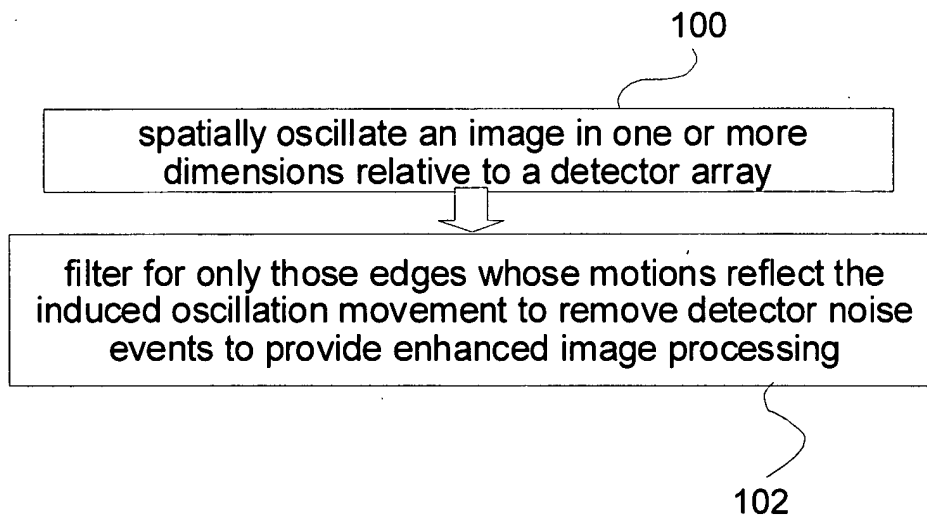 100
spatially oscillate an image in one or more
dimensions relative to a detector array
filter for only those edges whose motions reflect the
induced oscillation movement to remove detector noise
events to provide enhanced image processing
102